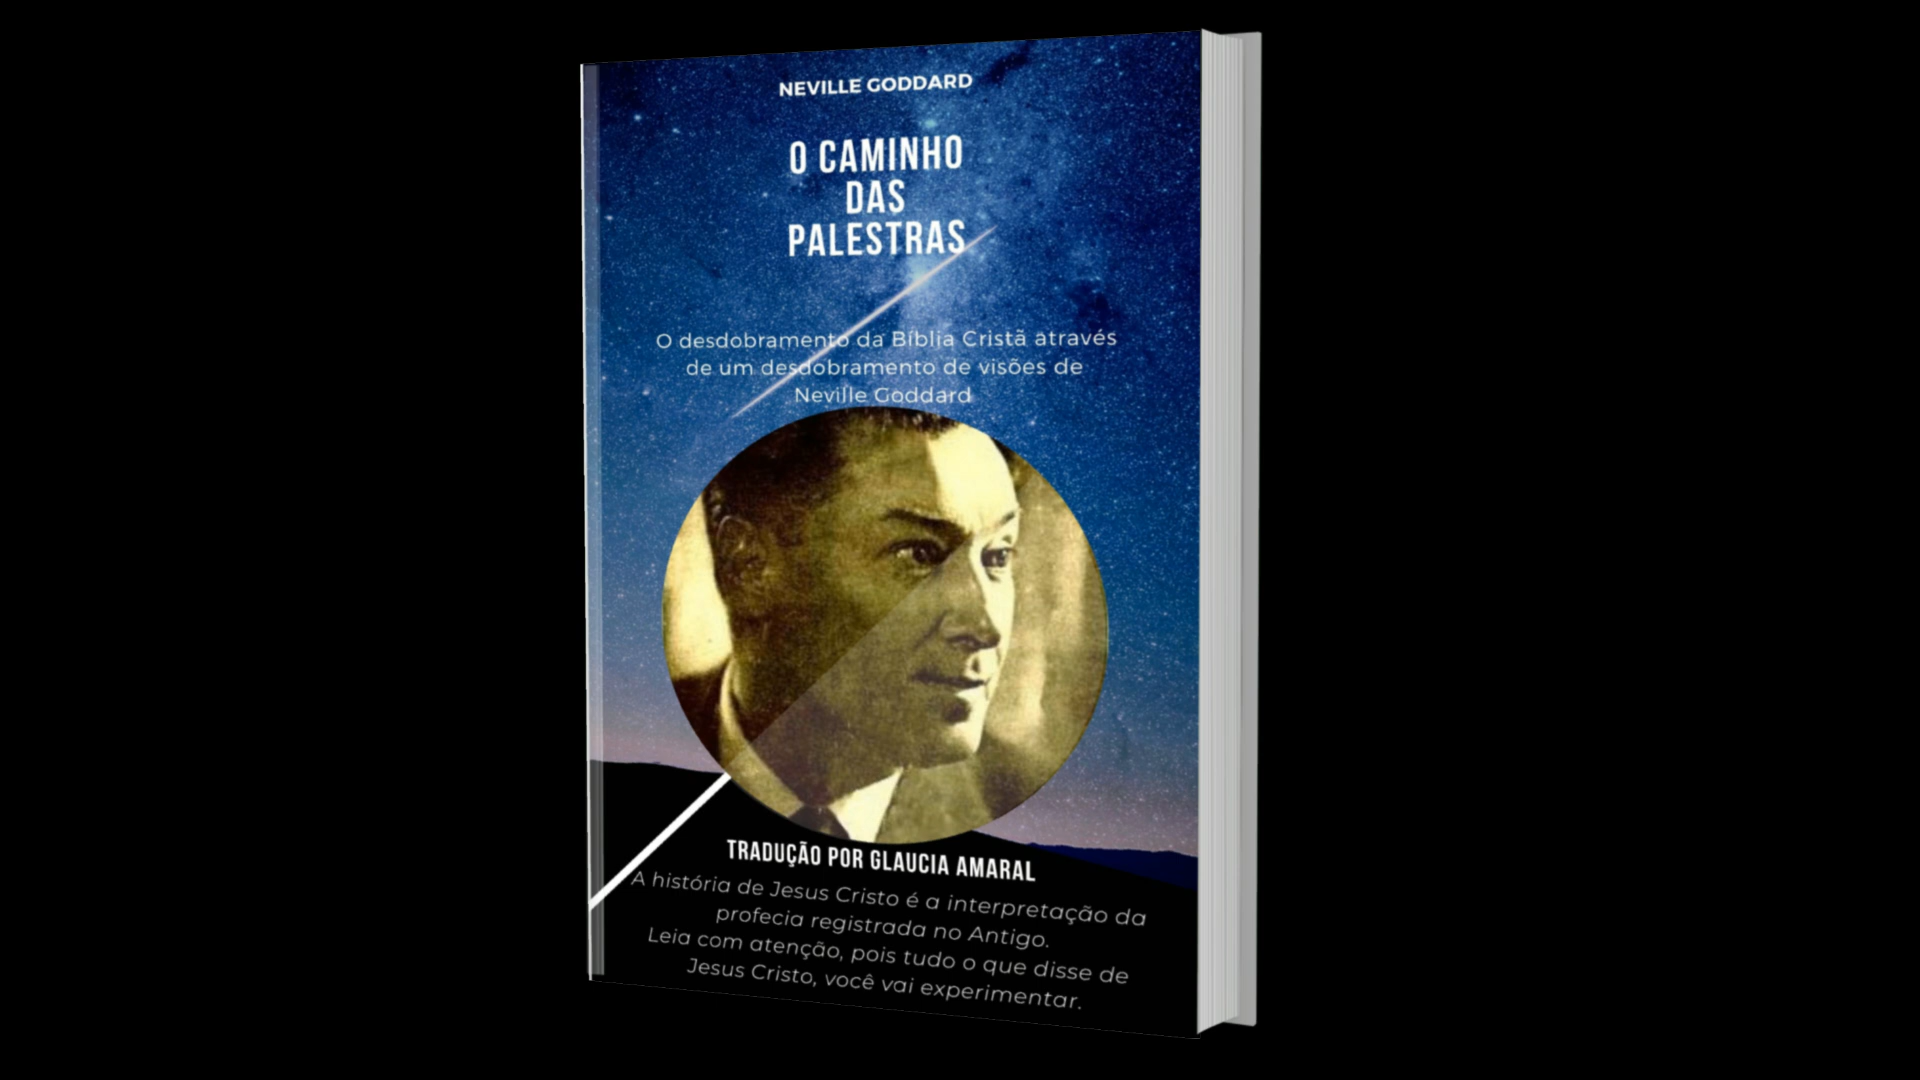 NEVILLE GODDARD
O CAMINHO
DAS
PALESTRAS
O desdobramento da Bíblia Cristã através
de um desdobramento de visões de
Neville Goddard
TRADUÇÃO POR GLAUCIA AMARAL
A história de Jesus Cristo é a interpretação da
profecia registrada no Antigo.
Leia com atenção, pois tudo o que disse de
Jesus Cristo, você vai experimentar.